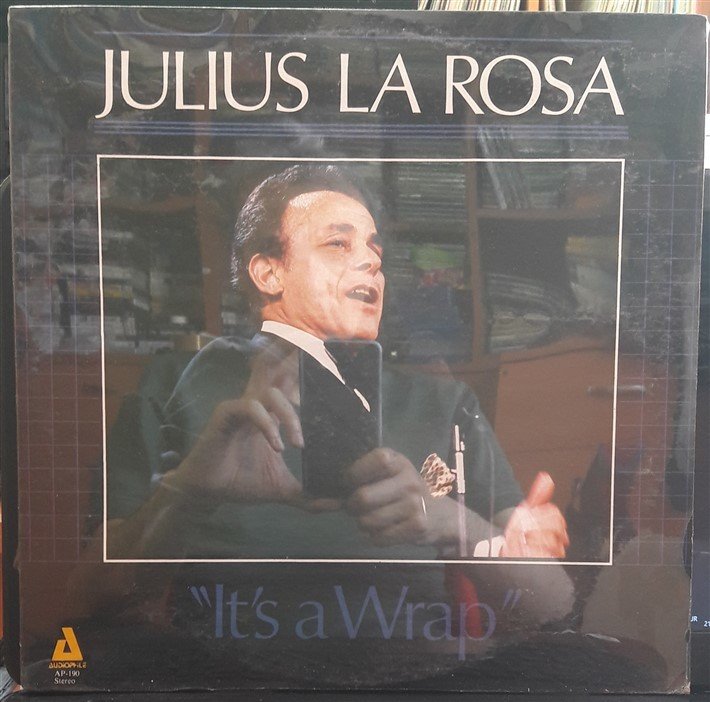 JULIUS LA ROSA
"It's a Wrap"
AUDIOPHILE
AP-190
Stereo